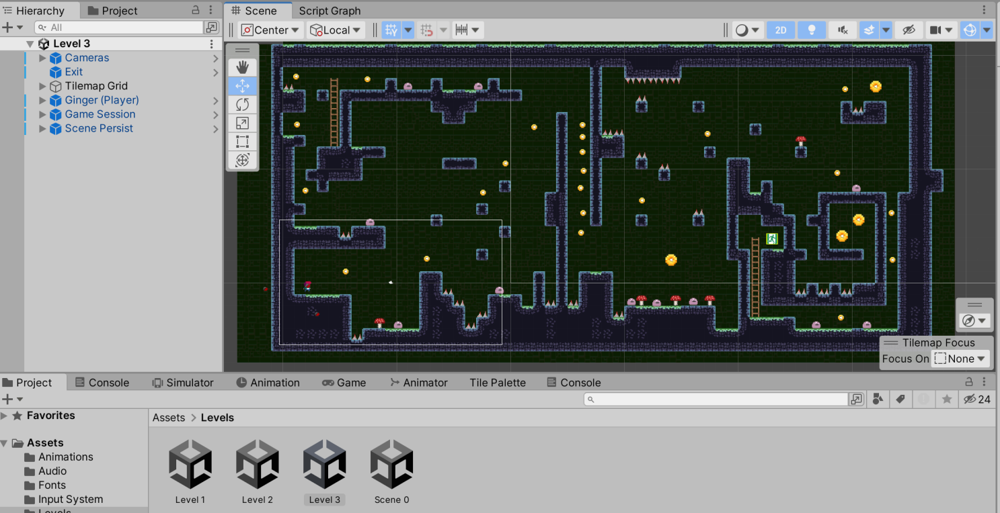 Hierarchy
Project
All
Level 3
Cameras
Exit
Tilemap Grid
Ginger (Player)
Game Session
Scene Persist
Scene
Script Graph
Center
Local
2D
Tilemap Focus
Focus On
None
Project
Console
Simulator
Animation
Game
Animator
Tile Palette
Console
24
Favorites
Assets
Animations
Audio
Fonts
Input System
Levels
Assets > Levels
Level 1
Level 2
Level 3
Scene 0